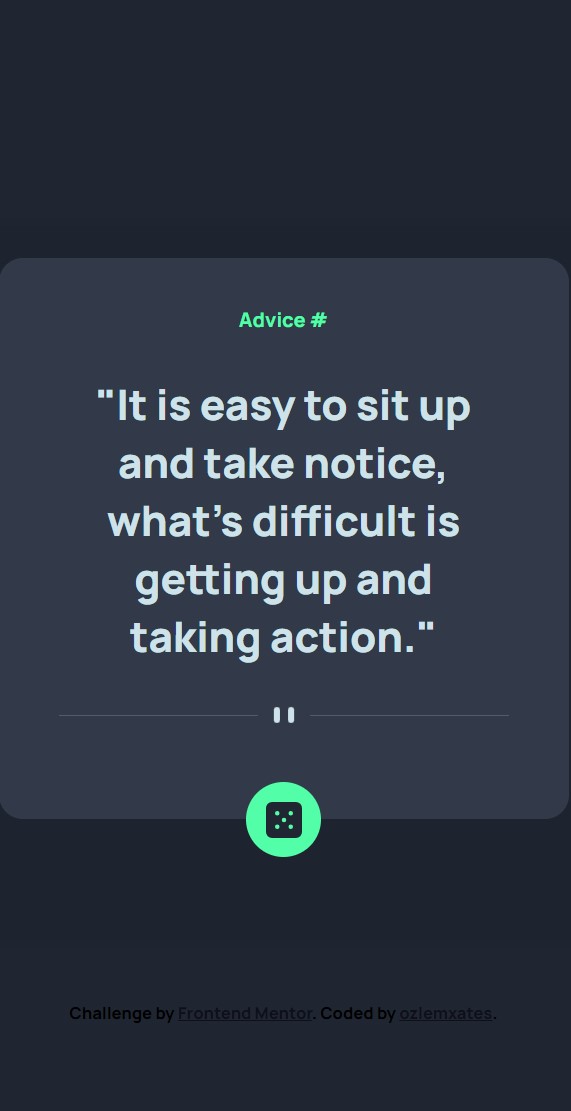 Advice #
"It is easy to sit up
and take notice,
what's difficult is
getting up and
taking action."
Challenge by Frontend Mentor. Coded by ozlemxates.